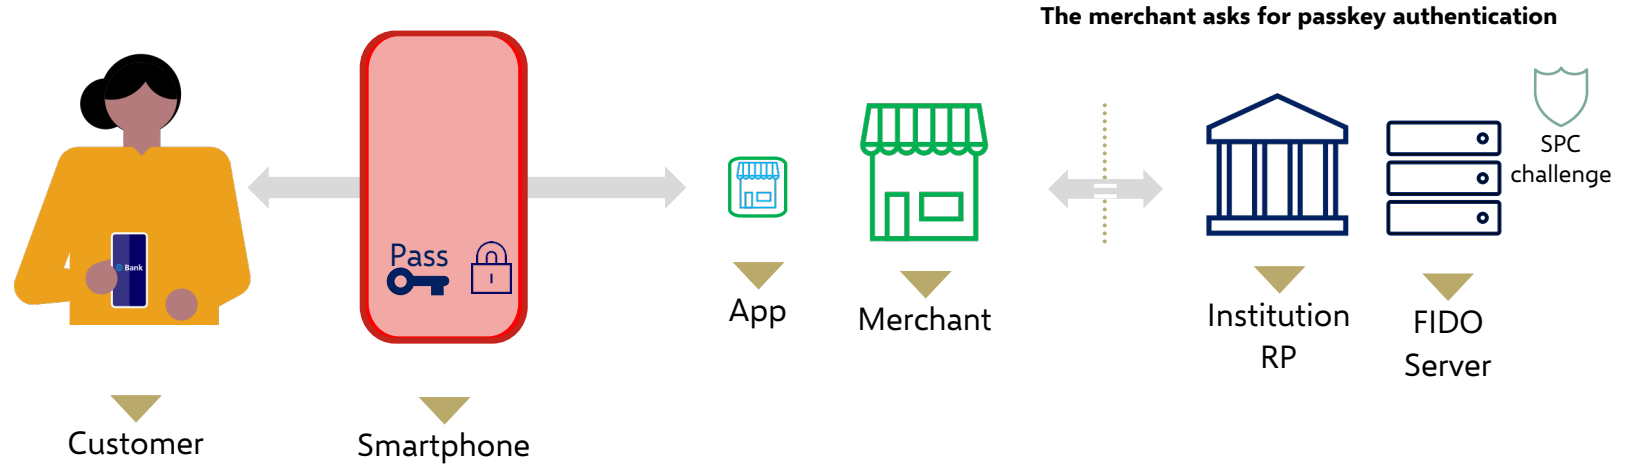 The merchant asks for passkey authentication
Bank
Pass
SPC
challenge
App
Merchant
Institution
RP
FIDO
Server
Customer
Smartphone